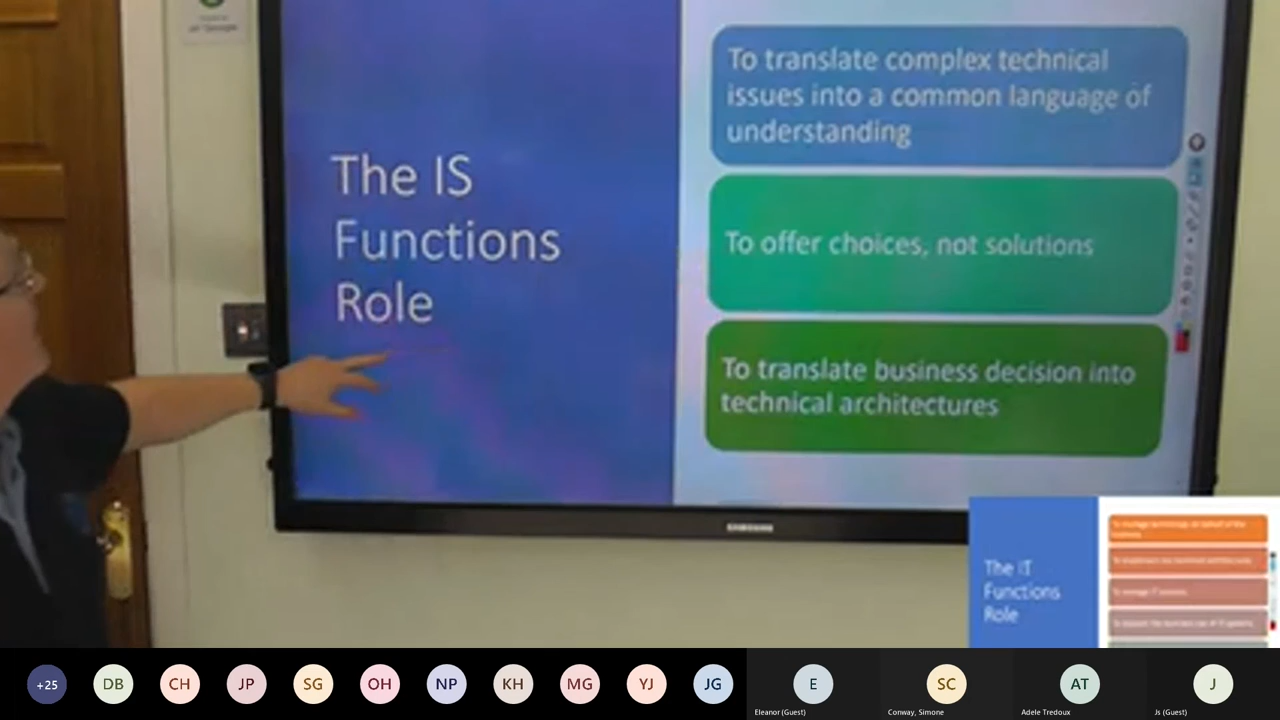 The IS
Functions
Role
To translate complex technical
issues into a common language of
understanding
To offer choices, not solutions
To translate business decision into
technical architectures
SAMSUNG
The IT
Functions
Role
+25
DB
CH
JP
SG
OH
NP
KH
MG
YJ
JG
E
SC
AT
J
Eleanor (Guest)
Conway, Simone
Adele Tredoux
Js (Guest)